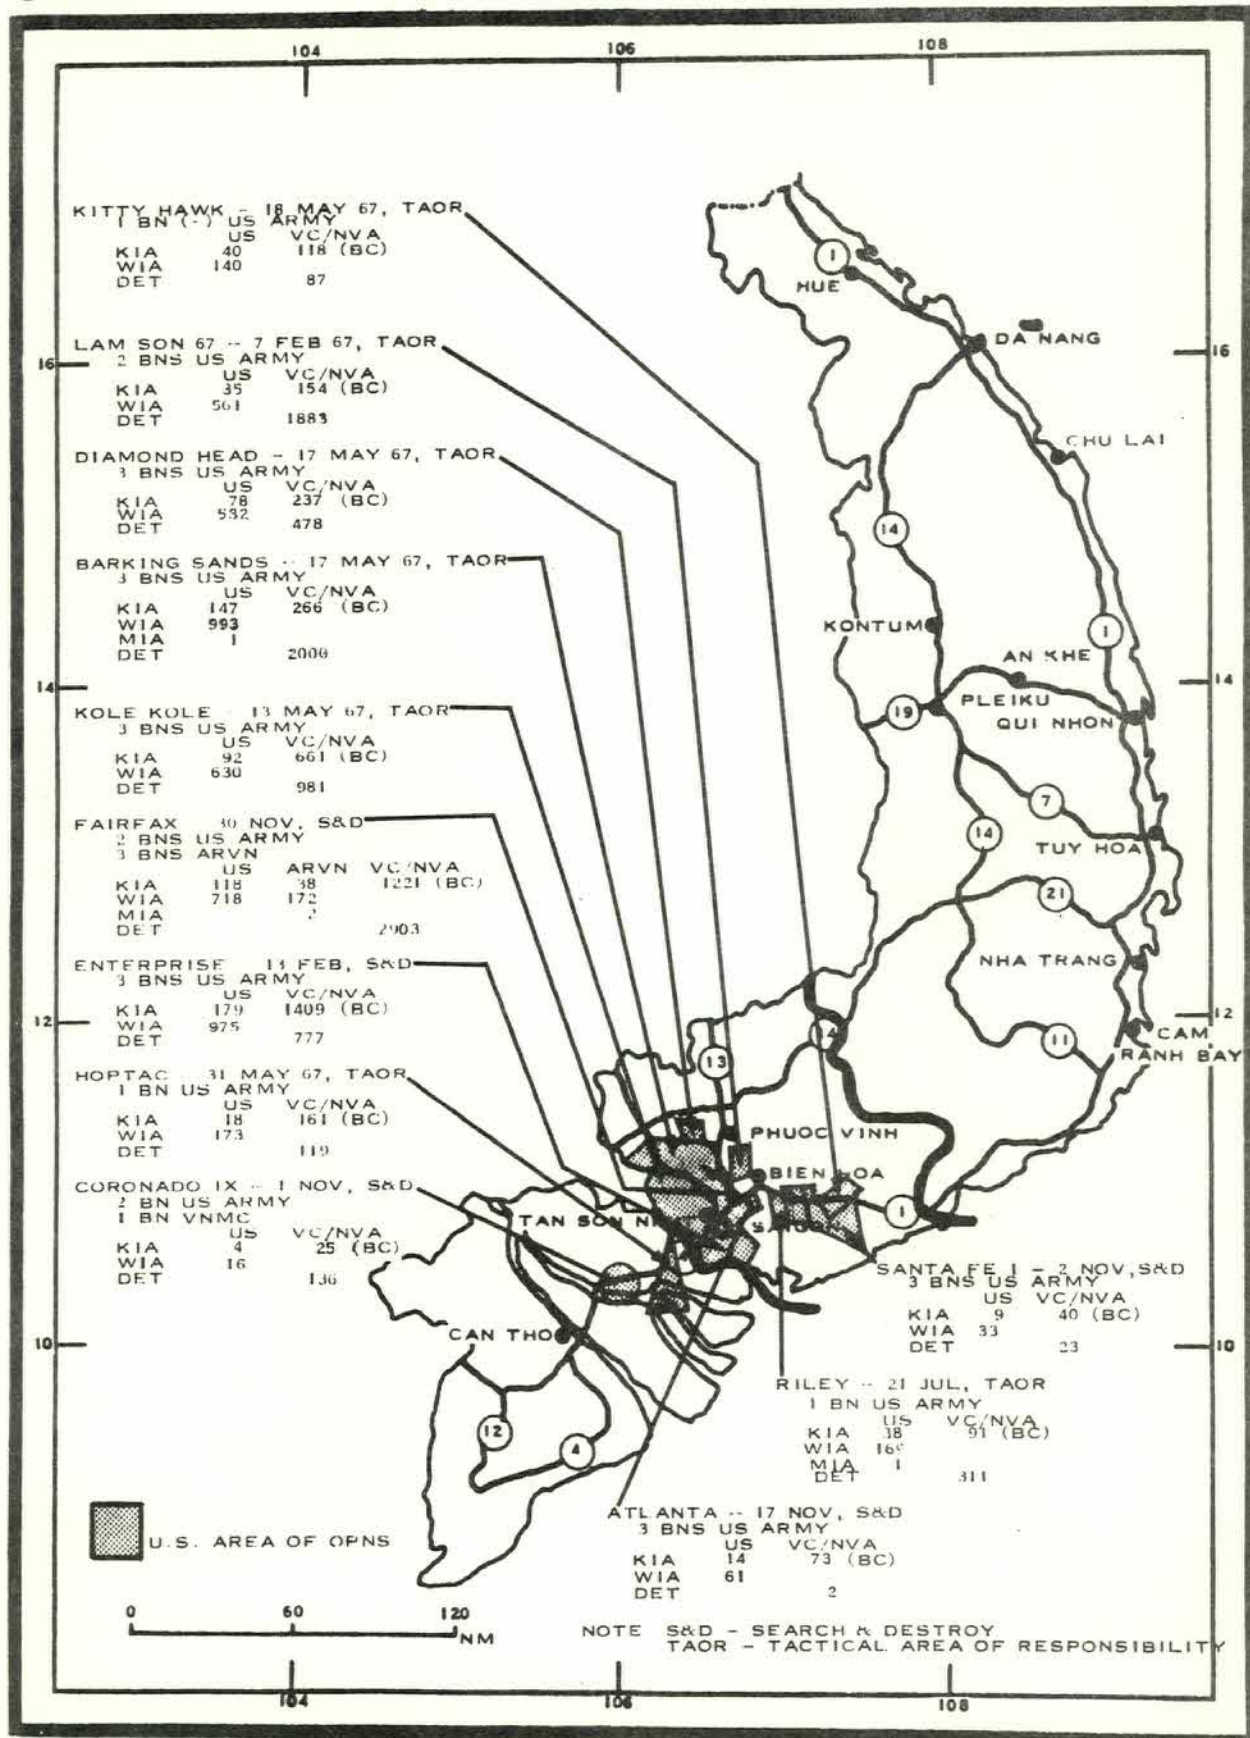 104 106 108
KITTY HAWK - 18 MAY 67, TAOR
1 BN (-) US ARMY
US VC/NVA
KIA 40 118 (BC)
WIA 140
DET 87
LAM SON 67 -- 7 FEB 67, TAOR
2 BNS US ARMY
US VC/NVA
KIA 35 154 (BC)
WIA 561
DET 1883
DIAMOND HEAD - 17 MAY 67, TAOR
3 BNS US ARMY
US VC/NVA
KIA 78 237 (BC)
WIA 532
DET 478
BARKING SANDS -- 17 MAY 67, TAOR
3 BNS US ARMY
US VC/NVA
KIA 147 266 (BC)
WIA 993
MIA 1
DET 2000
KOLE KOLE - 13 MAY 67, TAOR
3 BNS US ARMY
US VC/NVA
KIA 92 661 (BC)
WIA 630
DET 981
FAIRFAX 30 NOV, S&D
2 BNS US ARMY
3 BNS ARVN
US ARVN VC/NVA
KIA 118 38 1221 (BC)
WIA 718 172
MIA 2
DET 2903
ENTERPRISE 13 FEB, S&D
3 BNS US ARMY
US VC/NVA
KIA 179 1409 (BC)
WIA 975
DET 777
HOPTAC 31 MAY 67, TAOR
1 BN US ARMY
US VC/NVA
KIA 18 161 (BC)
WIA 173
DET 119
CORONADO IX -- 1 NOV, S&D
2 BN US ARMY
1 BN VNMC
US VC/NVA
KIA 4 25 (BC)
WIA 16
DET 136
1
HUE
DA NANG
16 16
CHU LAI
14
KONTUM
1
AN KHE
14 14
PLEIKU
19
QUI NHON
7
14
TUY HOA
21
NHA TRANG
12 12
CAM
RANH BAY
14
11
13
PHUOC VINH
BIEN HOA
1
TAN SON
SAIGON
CAN THO
10 10
12
4
SANTA FE 1 - 2 NOV, S&D
3 BNS US ARMY
US VC/NVA
KIA 9 40 (BC)
WIA 33
DET 23
RILEY -- 21 JUL, TAOR
1 BN US ARMY
US VC/NVA
KIA 38 91 (BC)
WIA
MIA 1
DET 311
ATLANTA -- 17 NOV, S&D
3 BNS US ARMY
US VC/NVA
KIA 14 73 (BC)
WIA 61
DET 2
U.S. AREA OF OPNS
0 60 120
NM
NOTE S&D - SEARCH & DESTROY
TAOR - TACTICAL AREA OF RESPONSIBILITY
104 106 108